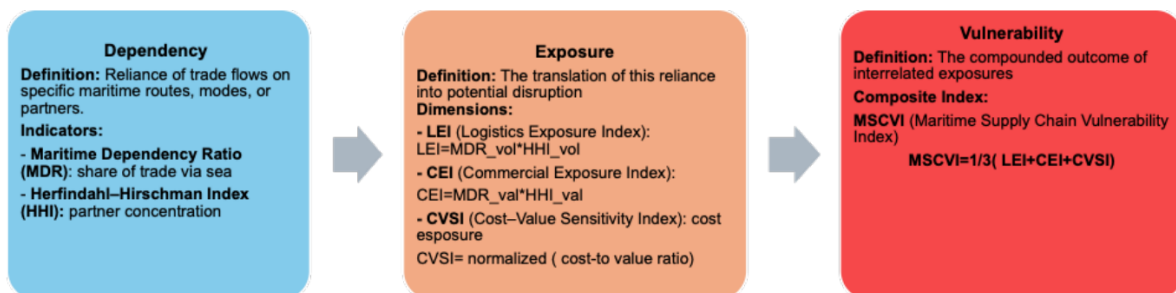 Dependency
Definition: Reliance of trade flows on
specific maritime routes, modes, or
partners.
Indicators:
- Maritime Dependency Ratio
(MDR): share of trade via sea
- Herfindahl–Hirschman Index
(HHI): partner concentration
Exposure
Definition: The translation of this reliance
into potential disruption
Dimensions:
- LEI (Logistics Exposure Index):
LEI=MDR_vol*HHI_vol
- CEI (Commercial Exposure Index):
CEI=MDR_val*HHI_val
- CVSI (Cost–Value Sensitivity Index): cost
esposure
CVSI= normalized ( cost-to value ratio)
Vulnerability
Definition: The compounded outcome of
interrelated exposures
Composite Index:
MSCVI (Maritime Supply Chain Vulnerability
Index)
MSCVI=1/3( LEI+CEI+CVSI)